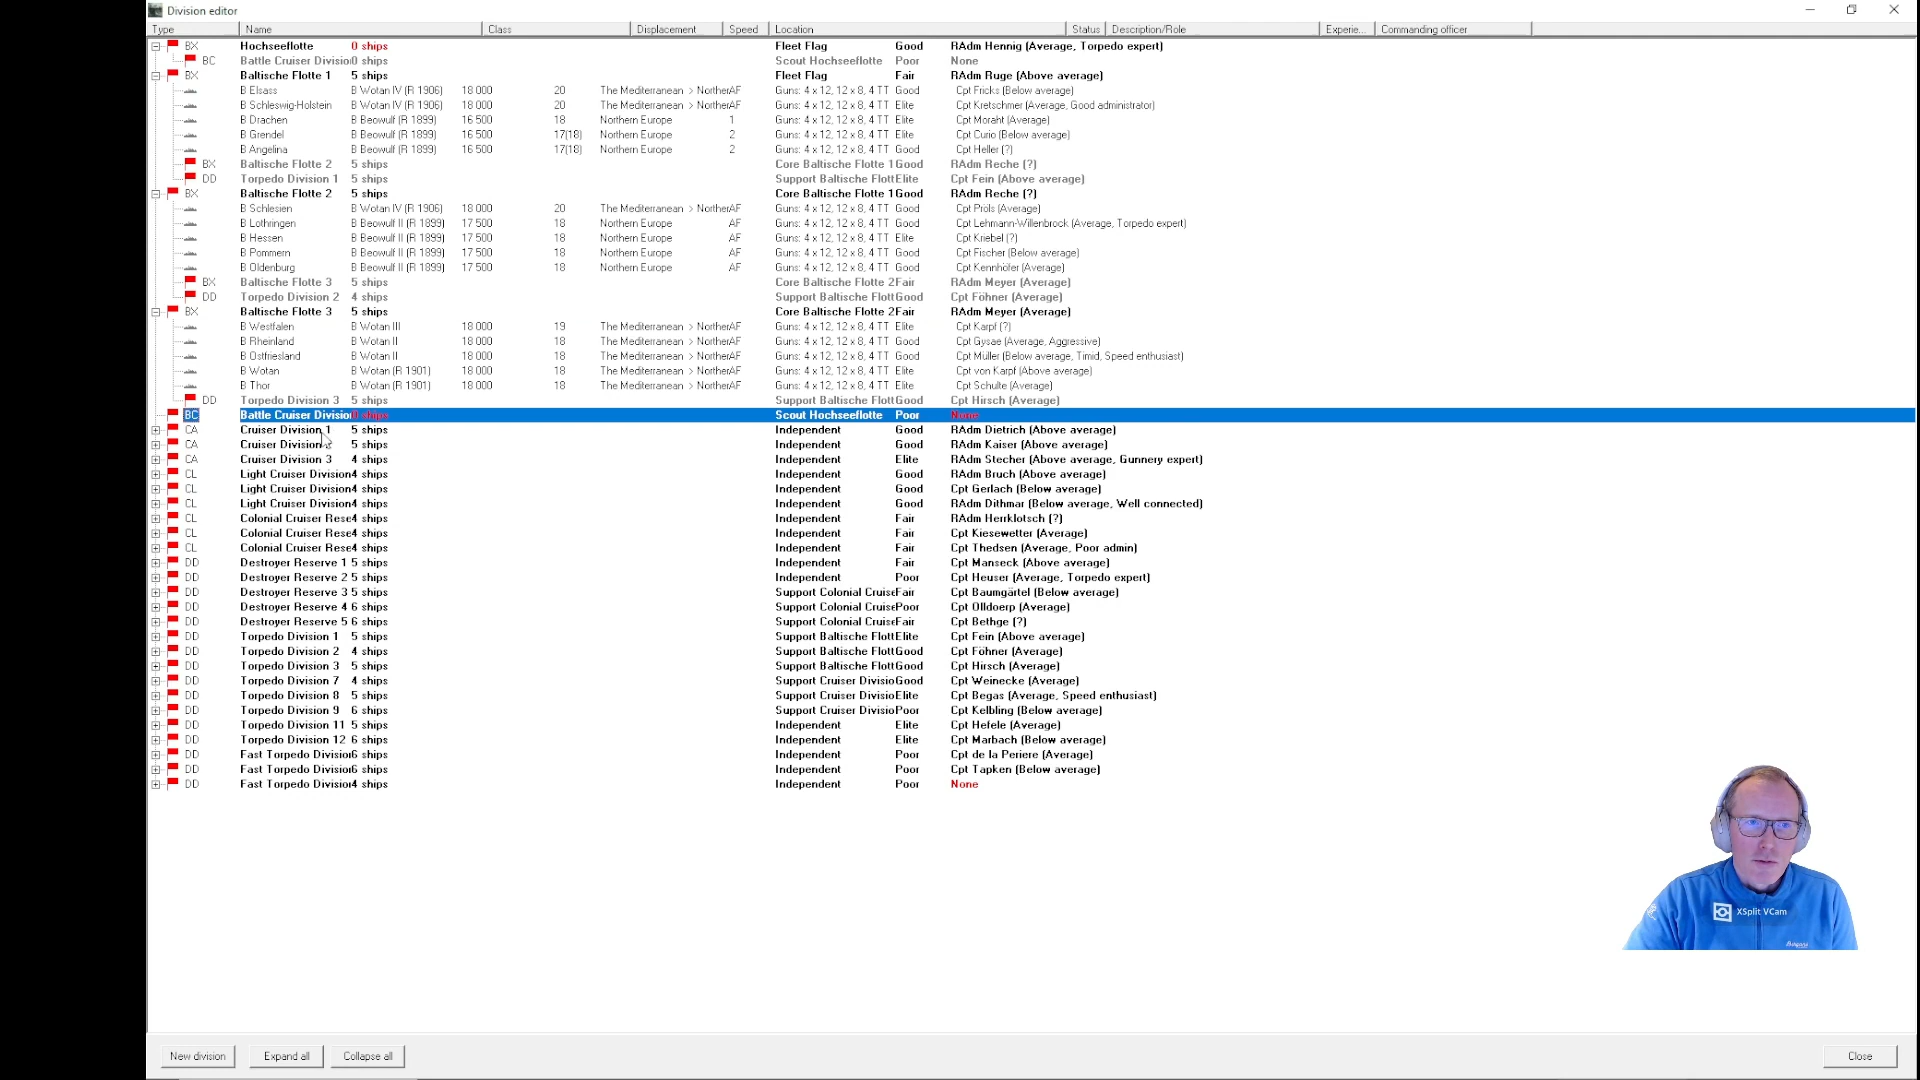 Division editor
Type Name Class Displacement Speed Location Status Description/Role Experie... Commanding officer
BX Hochseeflotte 0 ships Fleet Flag Good RAdm Hennig (Average, Torpedo expert)
BC Battle Cruiser Divisio 0 ships Scout Hochseeflotte Poor None
BX Baltische Flotte 1 5 ships Fleet Flag Fair RAdm Ruge (Above average)
B Elsass B Wotan IV (R 1906) 18 000 20 The Mediterranean > Norther AF Guns: 4 x 12, 12 x 8, 4 TT Good Cpt Fricks (Below average)
B Schleswig-Holstein B Wotan IV (R 1906) 18 000 20 The Mediterranean > Norther AF Guns: 4 x 12, 12 x 8, 4 TT Elite Cpt Kretschmer (Average, Good administrator)
B Drachen B Beowulf (R 1899) 16 500 18 Northern Europe 1 Guns: 4 x 12, 12 x 8, 4 TT Elite Cpt Moraht (Average)
B Grendel B Beowulf (R 1899) 16 500 17(18) Northern Europe 2 Guns: 4 x 12, 12 x 8, 4 TT Elite Cpt Curio (Below average)
B Angelina B Beowulf (R 1899) 16 500 17(18) Northern Europe 2 Guns: 4 x 12, 12 x 8, 4 TT Good Cpt Heller (?)
BX Baltische Flotte 2 5 ships Core Baltische Flotte 1 Good RAdm Reche (?)
DD Torpedo Division 1 5 ships Support Baltische Flott Elite Cpt Fein (Above average)
BX Baltische Flotte 2 5 ships Core Baltische Flotte 1 Good RAdm Reche (?)
B Schlesien B Wotan IV (R 1906) 18 000 20 The Mediterranean > Norther AF Guns: 4 x 12, 12 x 8, 4 TT Good Cpt Pröls (Average)
B Lothringen B Beowulf II (R 1899) 17 500 18 Northern Europe AF Guns: 4 x 12, 12 x 8, 4 TT Good Cpt Lehmann-Willenbrock (Average, Torpedo expert)
B Hessen B Beowulf II (R 1899) 17 500 18 Northern Europe AF Guns: 4 x 12, 12 x 8, 4 TT Elite Cpt Kriebel (?)
B Pommern B Beowulf II (R 1899) 17 500 18 Northern Europe AF Guns: 4 x 12, 12 x 8, 4 TT Good Cpt Fischer (Below average)
B Oldenburg B Beowulf II (R 1899) 17 500 18 Northern Europe AF Guns: 4 x 12, 12 x 8, 4 TT Good Cpt Kennhöfer (Average)
BX Baltische Flotte 3 5 ships Core Baltische Flotte 2 Fair RAdm Meyer (Average)
DD Torpedo Division 2 4 ships Support Baltische Flott Good Cpt Föhner (Average)
BX Baltische Flotte 3 5 ships Core Baltische Flotte 2 Fair RAdm Meyer (Average)
B Westfalen B Wotan III 18 000 19 The Mediterranean > Norther AF Guns: 4 x 12, 12 x 8, 4 TT Elite Cpt Karpf (?)
B Rheinland B Wotan II 18 000 18 The Mediterranean > Norther AF Guns: 4 x 12, 12 x 8, 4 TT Good Cpt Gysae (Average, Aggressive)
B Ostfriesland B Wotan II 18 000 18 The Mediterranean > Norther AF Guns: 4 x 12, 12 x 8, 4 TT Good Cpt Müller (Below average, Timid, Speed enthusiast)
B Wotan B Wotan (R 1901) 18 000 18 The Mediterranean > Norther AF Guns: 4 x 12, 12 x 8, 4 TT Elite Cpt von Karpf (Above average)
B Thor B Wotan (R 1901) 18 000 18 The Mediterranean > Norther AF Guns: 4 x 12, 12 x 8, 4 TT Elite Cpt Schulte (Average)
DD Torpedo Division 3 5 ships Support Baltische Flott Good Cpt Hirsch (Average)
BC Battle Cruiser Divisio 0 ships Scout Hochseeflotte Poor None
CA Cruiser Division 1 5 ships Independent Good RAdm Dietrich (Above average)
CA Cruiser Division 5 ships Independent Good RAdm Kaiser (Above average)
CA Cruiser Division 3 4 ships Independent Elite RAdm Stecher (Above average, Gunnery expert)
CL Light Cruiser Division 4 ships Independent Good RAdm Bruch (Above average)
CL Light Cruiser Division 4 ships Independent Good Cpt Gerlach (Below average)
CL Light Cruiser Division 4 ships Independent Good RAdm Dithmar (Below average, Well connected)
CL Colonial Cruiser Rese 4 ships Independent Fair RAdm Herrklotsch (?)
CL Colonial Cruiser Rese 4 ships Independent Fair Cpt Kiesewetter (Average)
CL Colonial Cruiser Rese 4 ships Independent Fair Cpt Thedsen (Average, Poor admin)
DD Destroyer Reserve 1 5 ships Independent Fair Cpt Manseck (Above average)
DD Destroyer Reserve 2 5 ships Independent Poor Cpt Heuser (Average, Torpedo expert)
DD Destroyer Reserve 3 5 ships Support Colonial Cruise Fair Cpt Baumgärtel (Below average)
DD Destroyer Reserve 4 6 ships Support Colonial Cruise Poor Cpt Olldoerp (Average)
DD Destroyer Reserve 5 6 ships Support Colonial Cruise Fair Cpt Bethge (?)
DD Torpedo Division 1 5 ships Support Baltische Flott Elite Cpt Fein (Above average)
DD Torpedo Division 2 4 ships Support Baltische Flott Good Cpt Föhner (Average)
DD Torpedo Division 3 5 ships Support Baltische Flott Good Cpt Hirsch (Average)
DD Torpedo Division 7 4 ships Support Cruiser Divisio Good Cpt Weinecke (Average)
DD Torpedo Division 8 5 ships Support Cruiser Divisio Elite Cpt Begas (Average, Speed enthusiast)
DD Torpedo Division 9 6 ships Support Cruiser Divisio Poor Cpt Kelbling (Below average)
DD Torpedo Division 11 5 ships Independent Elite Cpt Hefele (Average)
DD Torpedo Division 12 6 ships Independent Elite Cpt Marbach (Below average)
DD Fast Torpedo Divisio 6 ships Independent Poor Cpt de la Periere (Average)
DD Fast Torpedo Divisio 6 ships Independent Poor Cpt Tapken (Below average)
DD Fast Torpedo Divisio 4 ships Independent Poor None
XSplit VCam
New division Expand all Collapse all Close